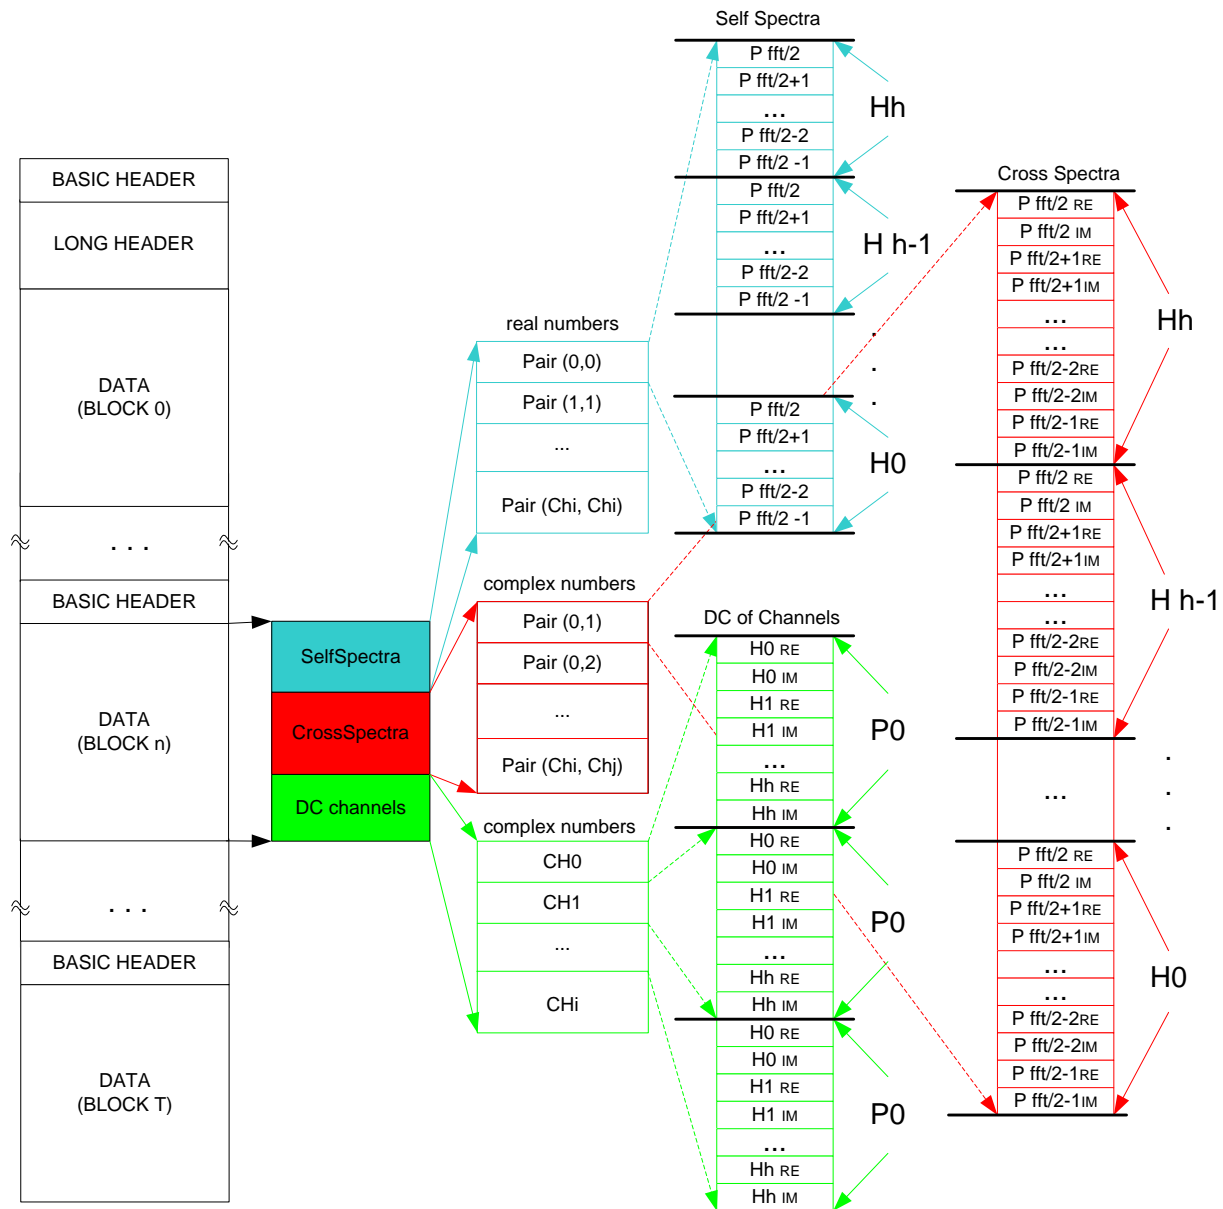 BASIC HEADER
LONG HEADER
DATA
(BLOCK 0)
. . .
BASIC HEADER
DATA
(BLOCK n)
. . .
BASIC HEADER
DATA
(BLOCK T)
SelfSpectra
CrossSpectra
DC channels
real numbers
Pair (0,0)
Pair (1,1)
...
Pair (Chi, Chi)
complex numbers
Pair (0,1)
Pair (0,2)
...
Pair (Chi, Chj)
complex numbers
CH0
CH1
...
CHi
Self Spectra
P fft/2
P fft/2+1
...
P fft/2-2
P fft/2 -1
Hh
P fft/2
P fft/2+1
...
P fft/2-2
P fft/2 -1
H h-1
.
.
.
P fft/2
P fft/2+1
...
P fft/2-2
P fft/2 -1
H0
DC of Channels
H0 RE
H0 IM
H1 RE
H1 IM
...
Hh RE
Hh IM
P0
H0 RE
H0 IM
H1 RE
H1 IM
...
Hh RE
Hh IM
P0
H0 RE
H0 IM
H1 RE
H1 IM
...
Hh RE
Hh IM
P0
Cross Spectra
P fft/2 RE
P fft/2 IM
P fft/2+1RE
P fft/2+1IM
...
...
P fft/2-2RE
P fft/2-2IM
P fft/2-1RE
P fft/2-1IM
Hh
P fft/2 RE
P fft/2 IM
P fft/2+1RE
P fft/2+1IM
...
...
P fft/2-2RE
P fft/2-2IM
P fft/2-1RE
P fft/2-1IM
H h-1
...
.
.
.
P fft/2 RE
P fft/2 IM
P fft/2+1RE
P fft/2+1IM
...
...
P fft/2-2RE
P fft/2-2IM
P fft/2-1RE
P fft/2-1IM
H0